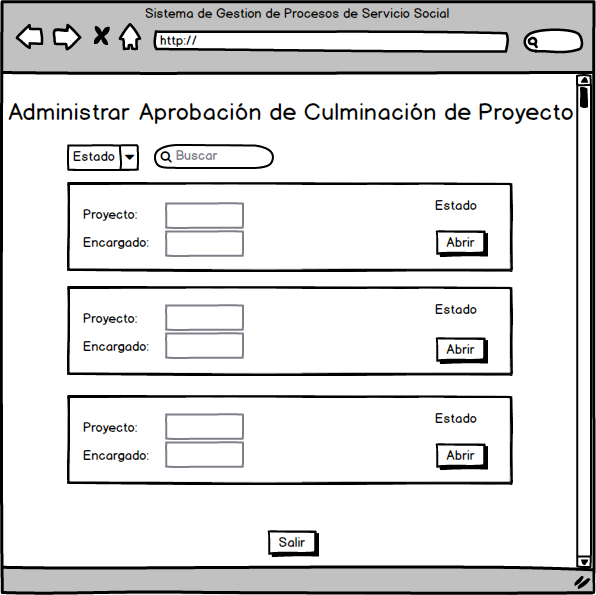 Sistema de Gestion de Procesos de Servicio Social
http://
Administrar Aprobación de Culminación de Proyecto
Estado Buscar
Proyecto: Estado
Encargado: Abrir
Proyecto: Estado
Encargado: Abrir
Proyecto: Estado
Encargado: Abrir
Salir